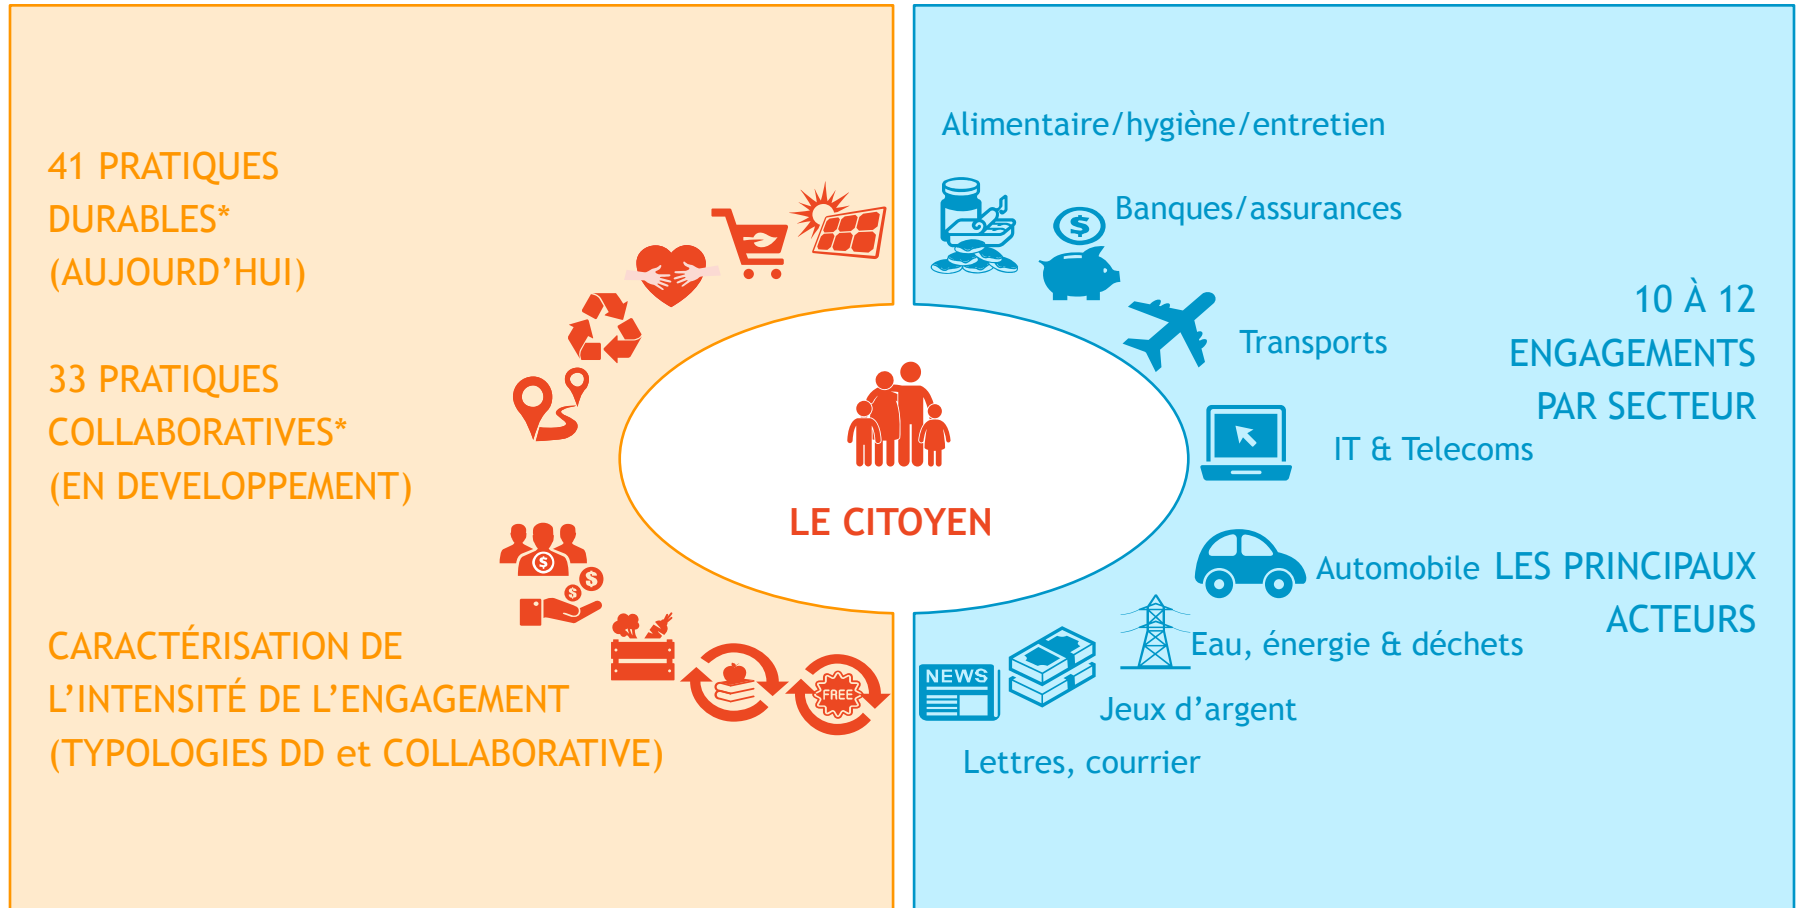 41 PRATIQUES
DURABLES*
(AUJOURD’HUI)
33 PRATIQUES
COLLABORATIVES*
(EN DEVELOPPEMENT)
CARACTÉRISATION DE
L’INTENSITÉ DE L’ENGAGEMENT
(TYPOLOGIES DD et COLLABORATIVE)
FREE
LE CITOYEN
Alimentaire/hygiène/entretien
$
Banques/assurances
Transports
IT & Telecoms
Automobile
Eau, énergie & déchets
Jeux d’argent
NEWS
Lettres, courrier
10 À 12
ENGAGEMENTS
PAR SECTEUR
LES PRINCIPAUX
ACTEURS
$
$
$